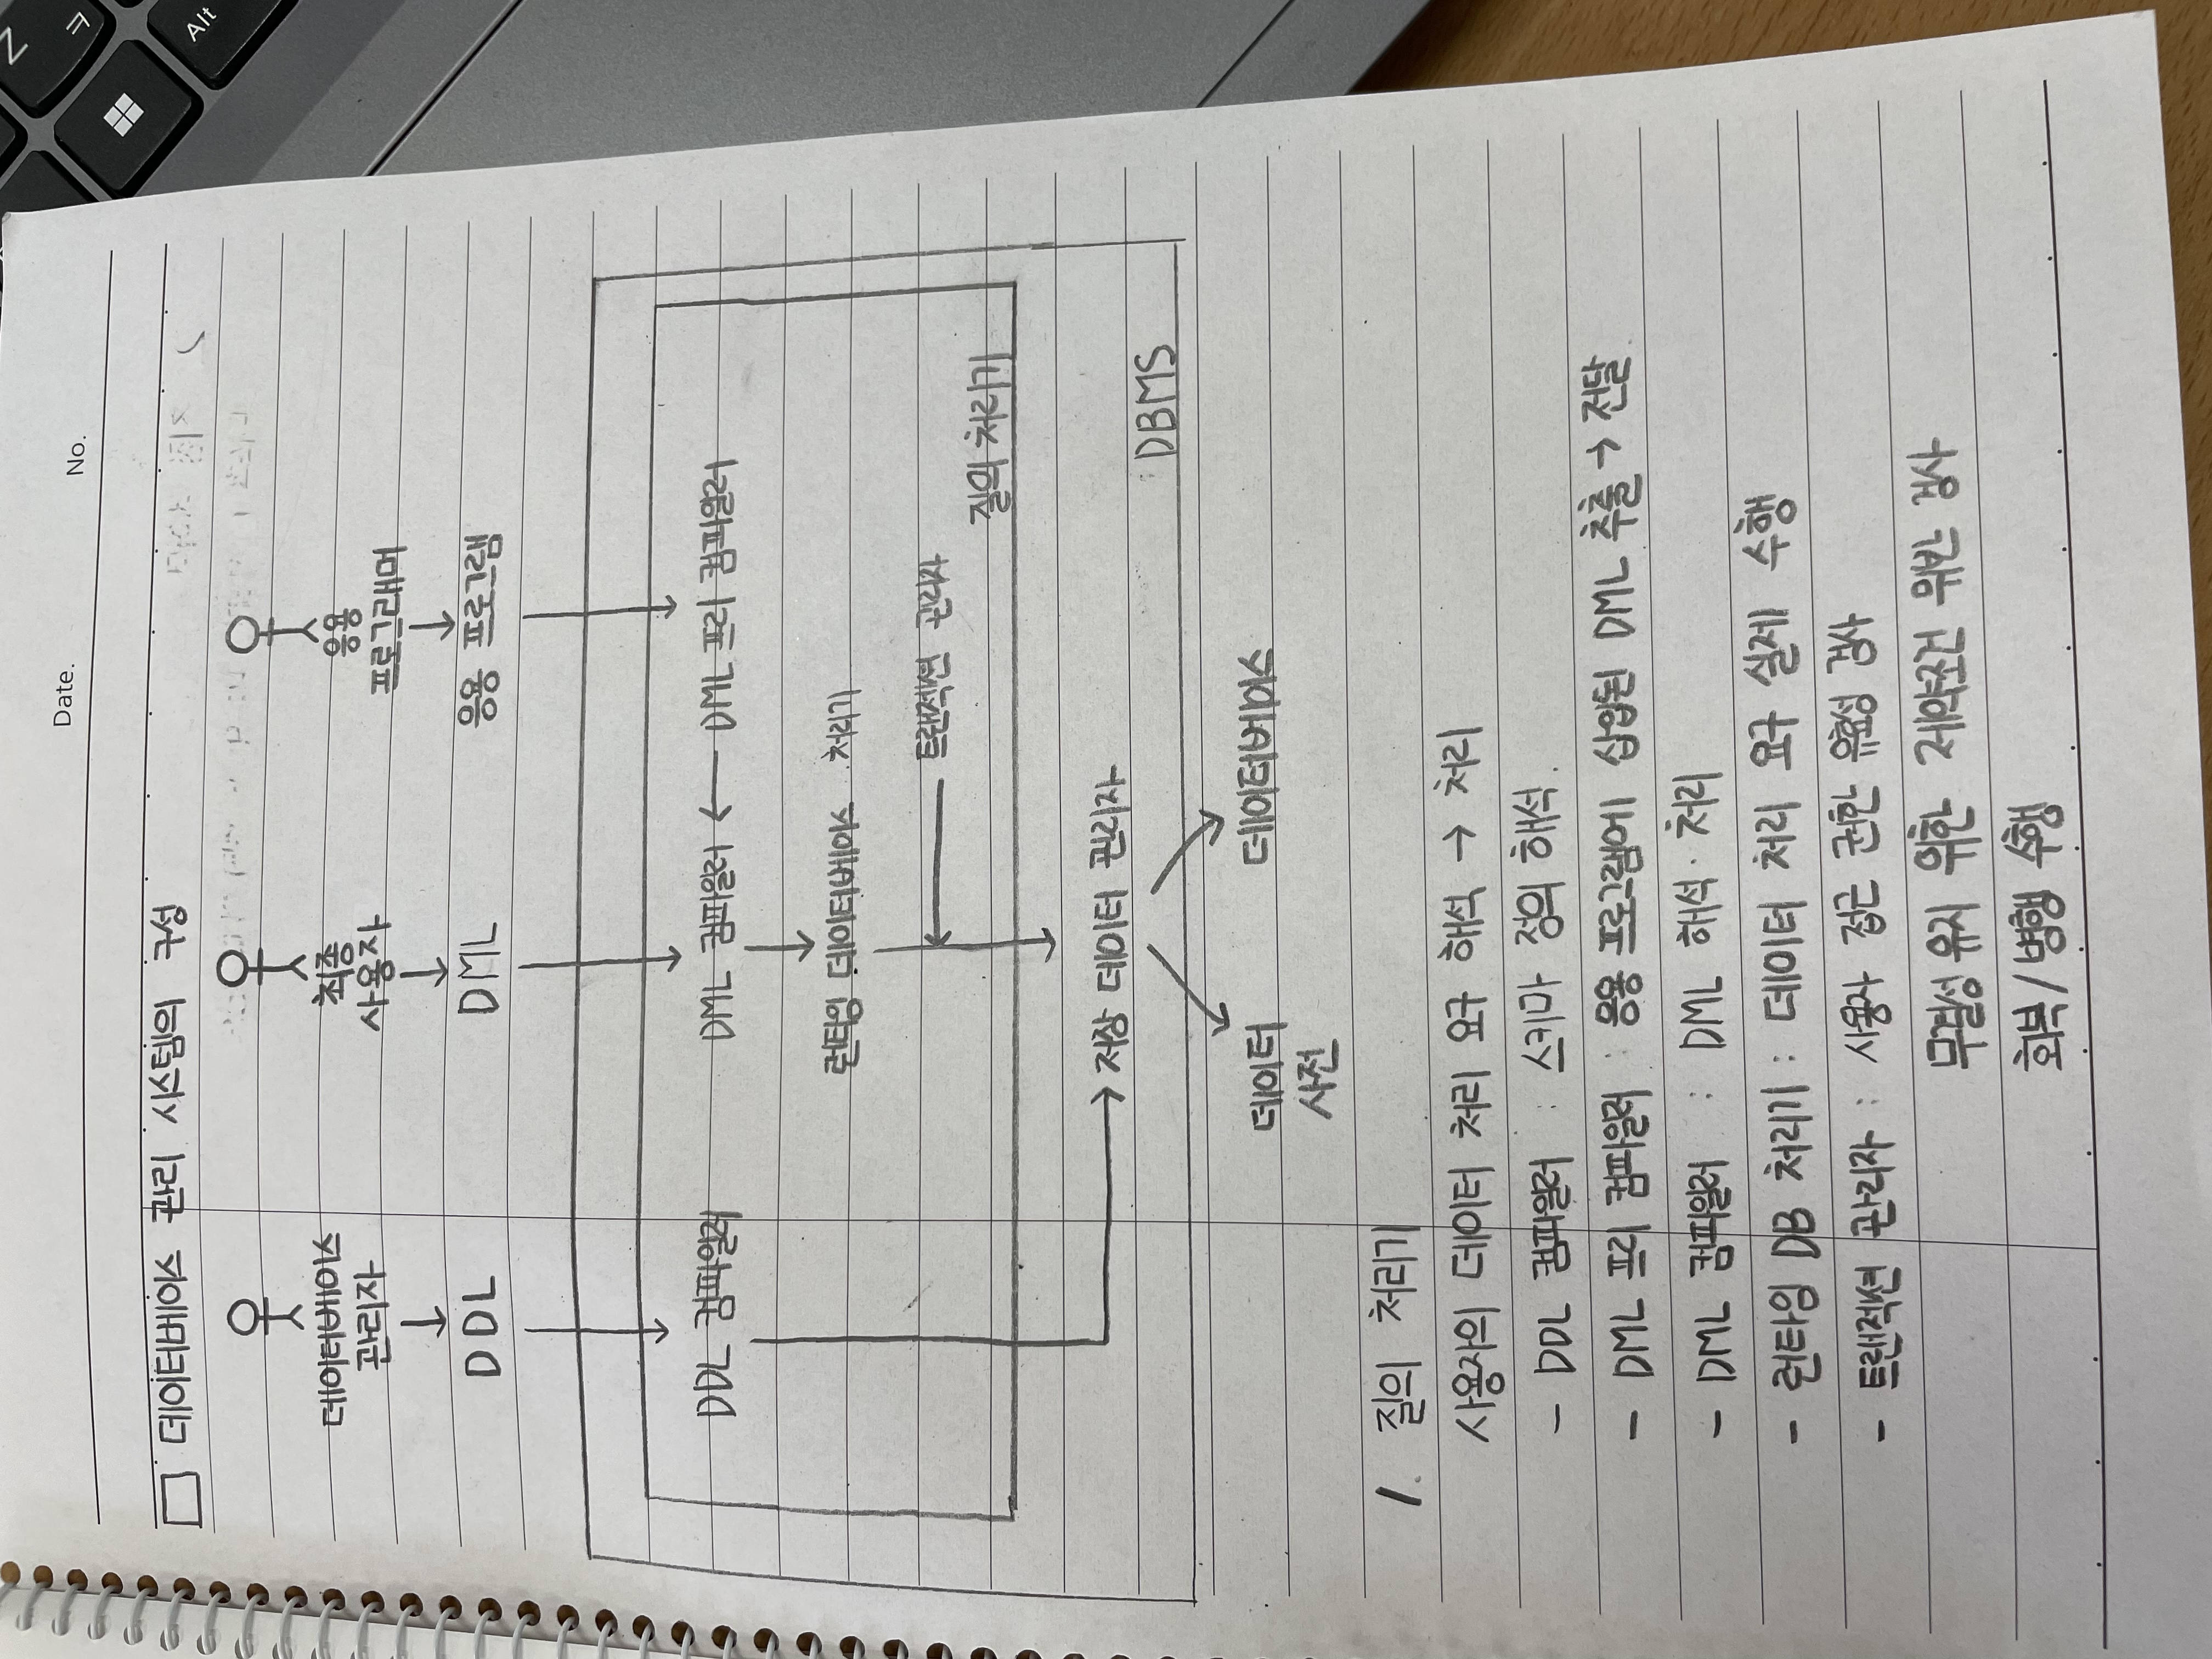 Date. No.
□ 데이터베이스 관리 시스템의 구성
데이터베이스 최종 응용
관리자 사용자 프로그래머
DDL DML 응용 프로그램
DDL 컴파일러 DML 컴파일러 ← DML 프리 컴파일러
런타임 데이터베이스 처리기
트랜젝션 관리자
질의 처리기
저장 데이터 관리자
DBMS
데이터 데이터베이스
사전
1. 질의 처리기
사용자의 데이터 처리 요구 해석 → 처리
- DDL 컴파일러 : 스키마 정의 해석.
- DML 프리 컴파일러 : 응용 프로그램에 삽입된 DML 추출 → 전달.
- DML 컴파일러 : DML 해석·처리
- 런타임 DB 처리기 : 데이터 처리 요구 실제 수행
- 트랜젝션 관리자 : 사용자 접근 권한 유효성 검사
무결성 유지 위한 제약조건 위반 검사
회복/병행 수행
Z
ㅋ
Alt